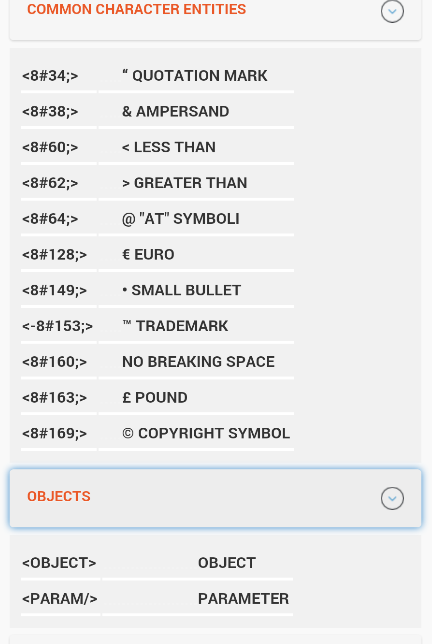 COMMON CHARACTER ENTITIES
<8#34;> “ QUOTATION MARK
<8#38;> & AMPERSAND
<8#60;> < LESS THAN
<8#62;> > GREATER THAN
<8#64;> @ "AT" SYMBOLI
<8#128;> € EURO
<8#149;> • SMALL BULLET
<-8#153;> ™ TRADEMARK
<8#160;> NO BREAKING SPACE
<8#163;> £ POUND
<8#169;> © COPYRIGHT SYMBOL
OBJECTS
<OBJECT> OBJECT
<PARAM/> PARAMETER